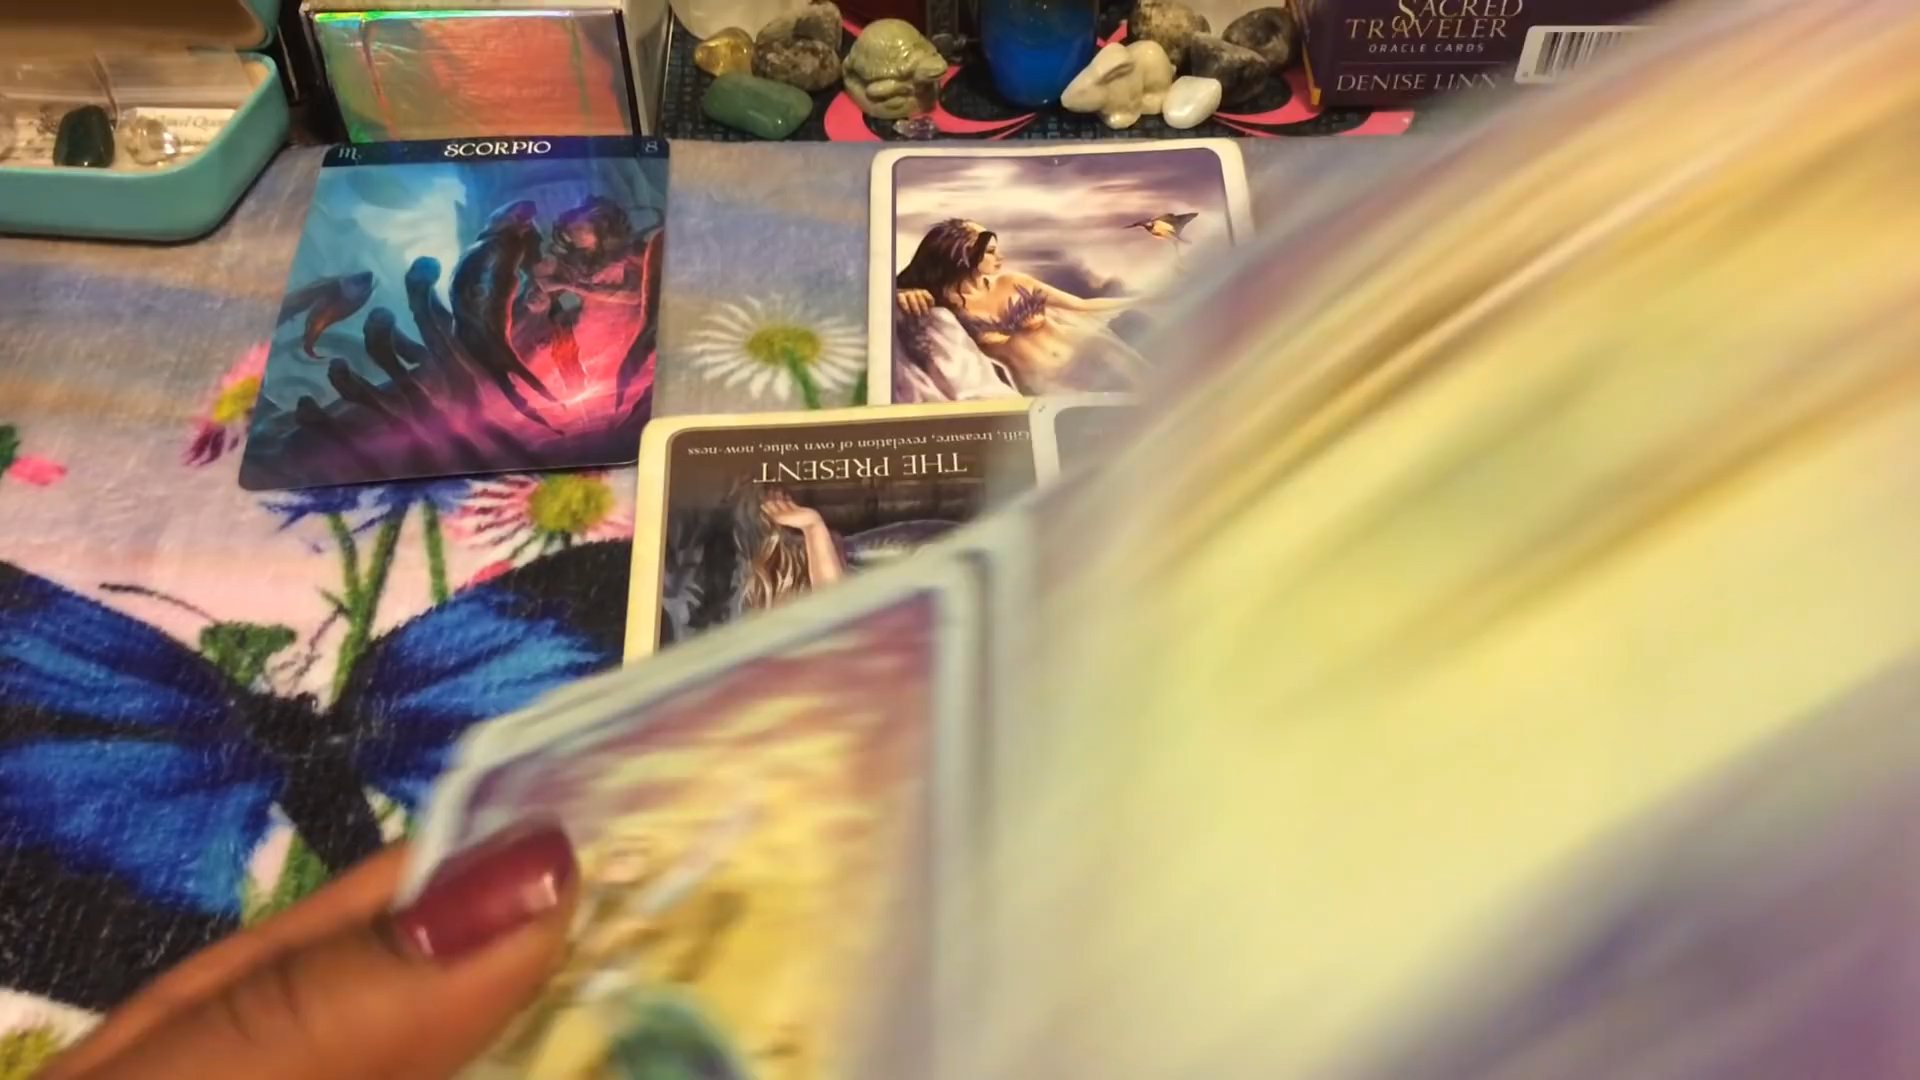 SACRED
TRAVELER
ORACLE CARDS
DENISE LINN
♏ SCORPIO 8
Gift, treasure, revelation of own value, now-ness
THE PRESENT